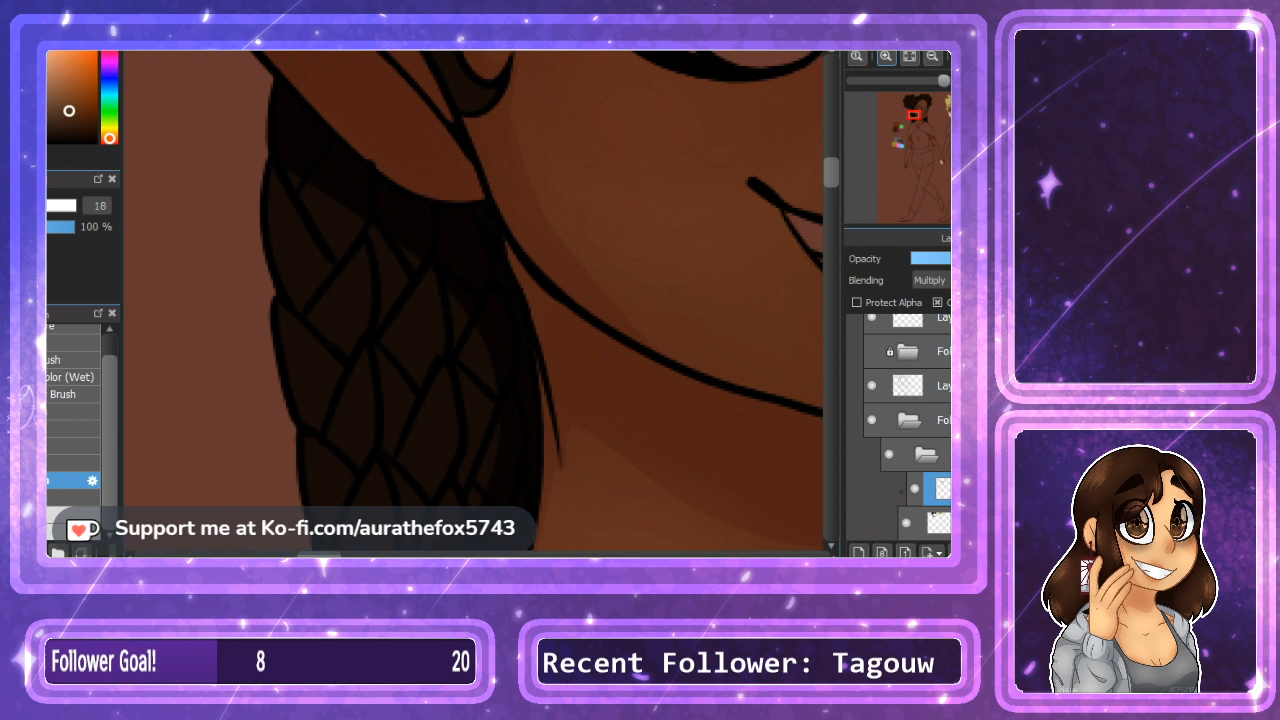 18
100 %
olor (Wet)
Brush
La
Opacity
Blending
Multiply
Protect Alpha
Lay
Fol
Lay
Fol
Support me at Ko-fi.com/aurathefox5743
Follower Goal!
8
20
Recent Follower: Tagouw